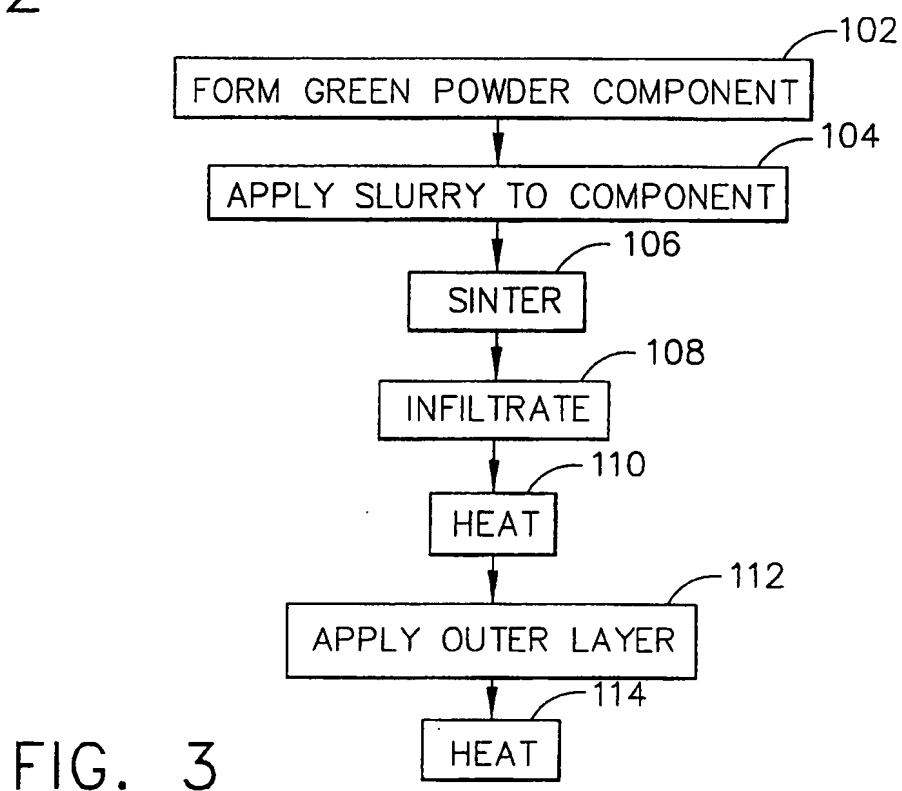 2
102
FORM GREEN POWDER COMPONENT
104
APPLY SLURRY TO COMPONENT
106
SINTER
108
INFILTRATE
110
HEAT
112
APPLY OUTER LAYER
114
HEAT
FIG. 3